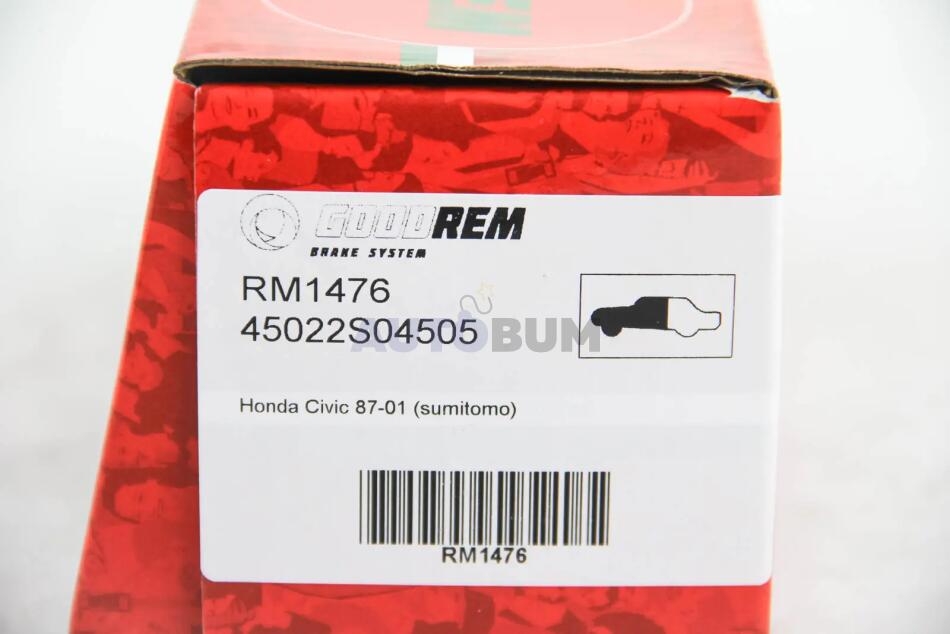 GOODREM
BRAKE SYSTEM
RM1476
45022S04505
AUTOBUM
Honda Civic 87-01 (sumitomo)
RM1476